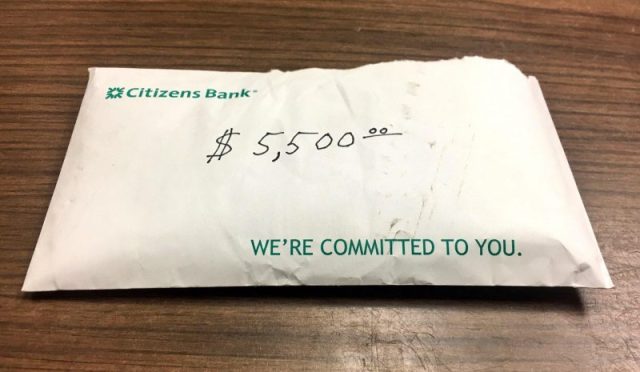 Citizens Bank
$ 5,500.00
WE'RE COMMITTED TO YOU.